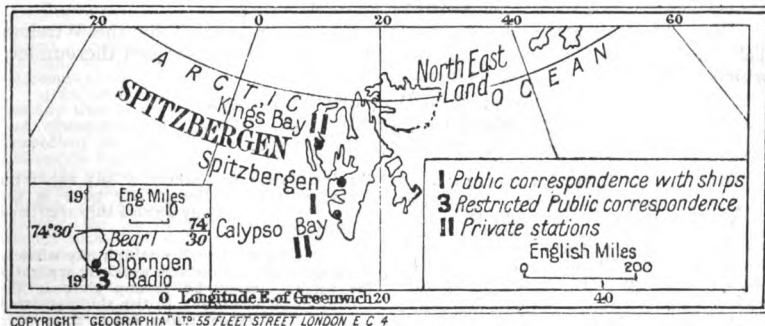 20
0
20
40
60
ARCTIC OCEAN
North East
Land
SPITZBERGEN
Kings Bay
II
Spitzbergen
I
Calypso
Bay
II
I Public correspondence with ships
3 Restricted Public correspondence
II Private stations
English Miles
0 200
19° Eng. Miles
0 10
74°30' 74°
30'
Bear I
Björnoen
Radio
19° 3
0 Longitude E. of Greenwich 20
40
COPYRIGHT "GEOGRAPHIA" LTD 55 FLEET STREET LONDON E C 4